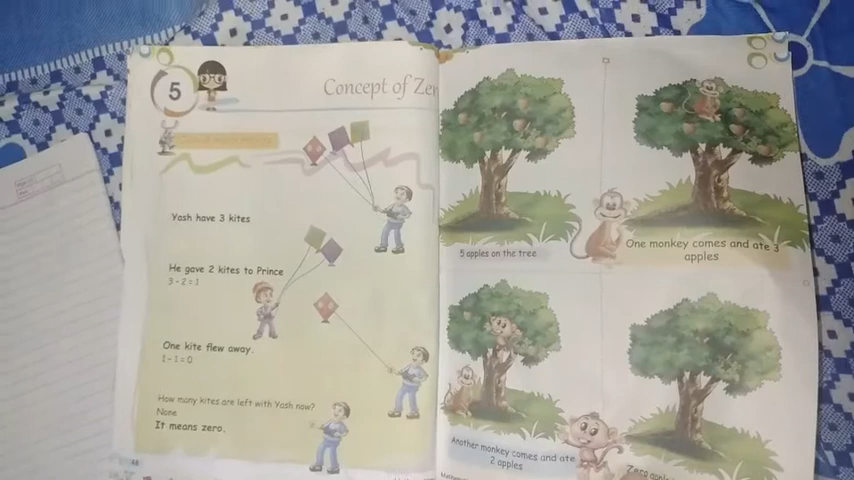 5
Concept of Zer
Yash have 3 kites
He gave 2 kites to Prince
3 - 2 = 1
One kite flew away.
1 - 1 = 0
How many kites are left with Yash now?
None
It means zero.
48
5 apples on the tree
One monkey comes and ate 3
apples
Another monkey comes and ate
2 apples
Zero